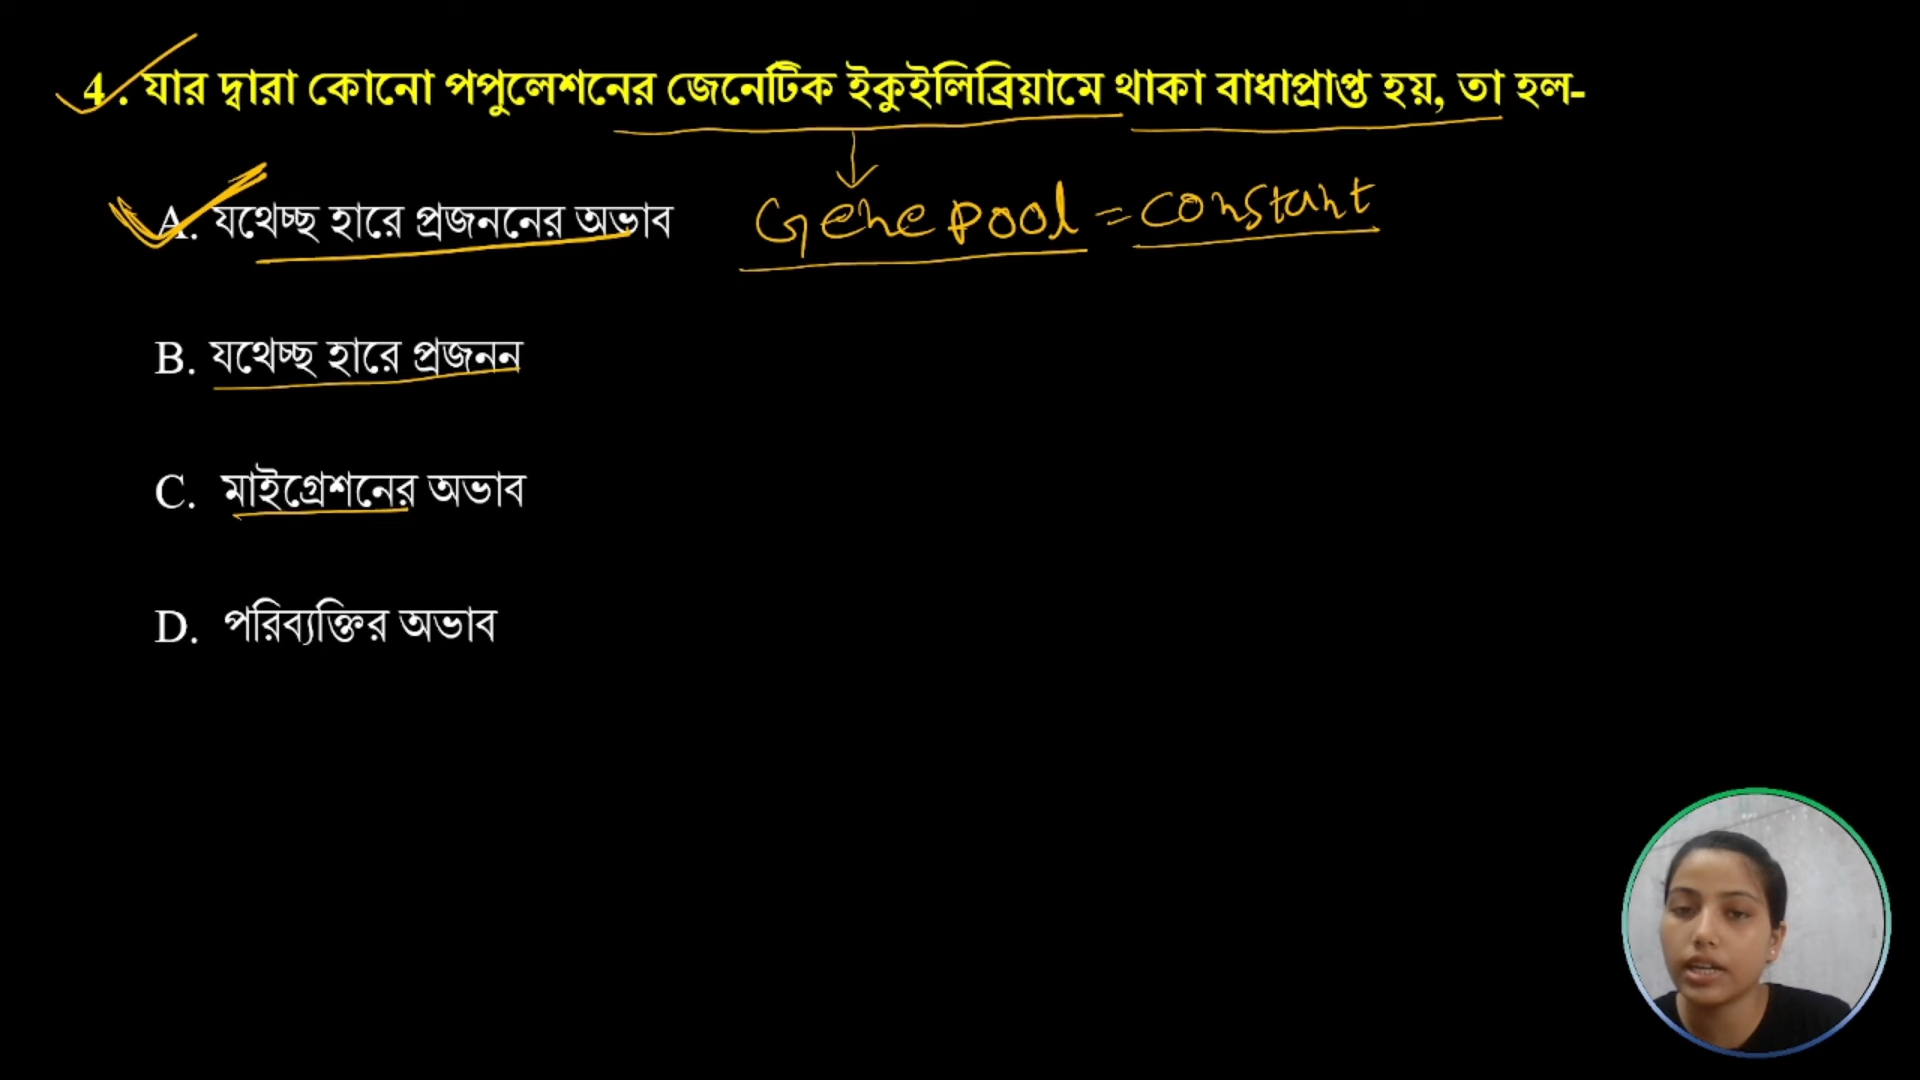 4. যার দ্বারা কোনো পপুলেশনের জেনেটিক ইকুইলিব্রিয়ামে থাকা বাধাপ্রাপ্ত হয়, তা হল-
A. যথেচ্ছ হারে প্রজননের অভাব
Gene pool = constant
B. যথেচ্ছ হারে প্রজনন
C. মাইগ্রেশনের অভাব
D. পরিব্যক্তির অভাব